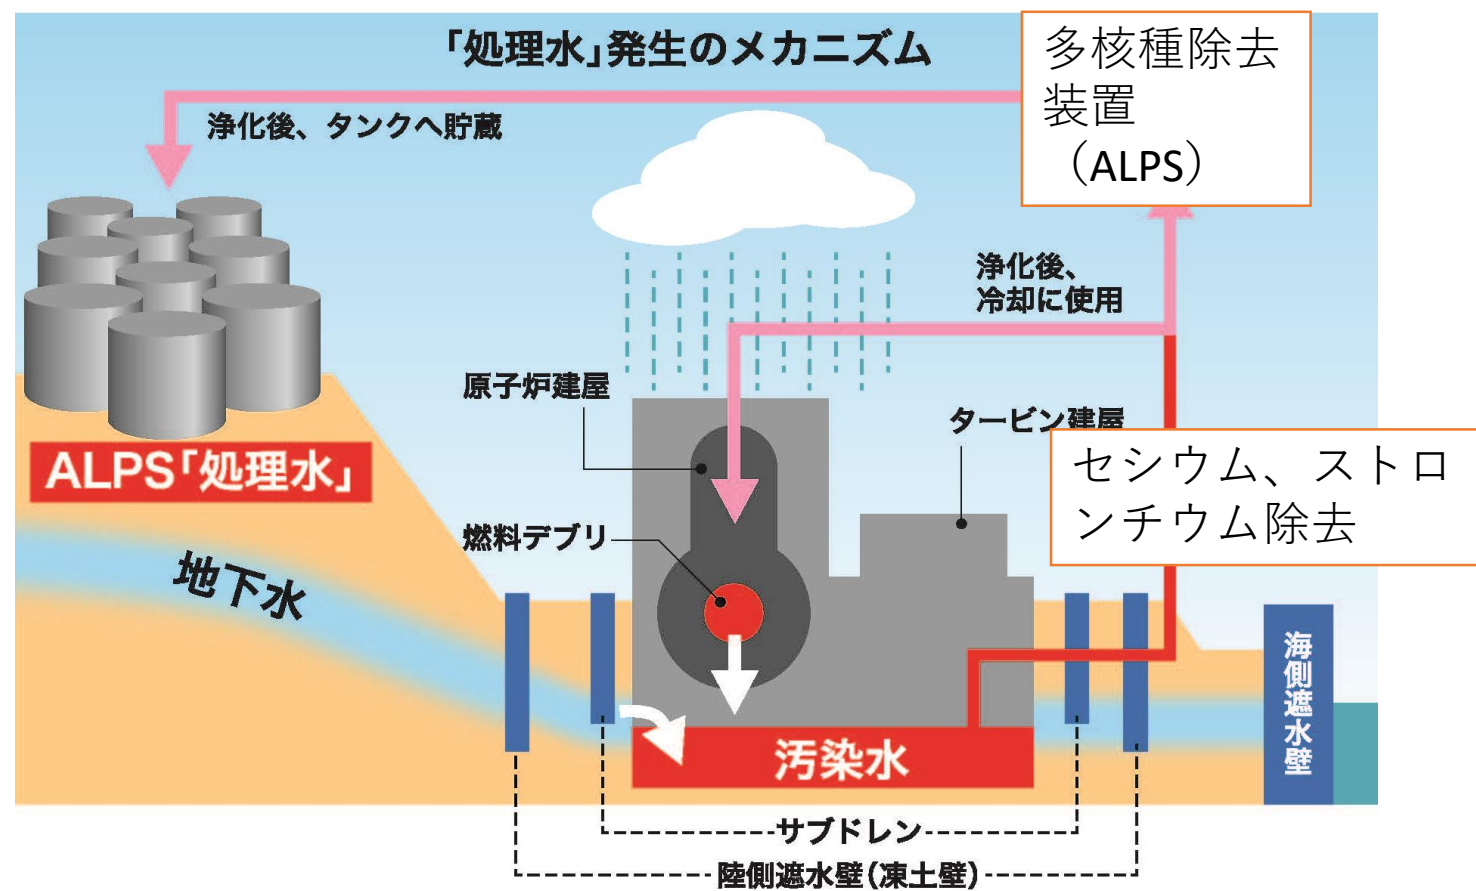 「処理水」発生のメカニズム
多核種除去
装置
（ALPS）
浄化後、タンクへ貯蔵
浄化後、
冷却に使用
原子炉建屋
タービン建屋
セシウム、ストロ
ンチウム除去
ALPS「処理水」
燃料デブリ
地下水
海側遮水壁
汚染水
サブドレン
陸側遮水壁(凍土壁)